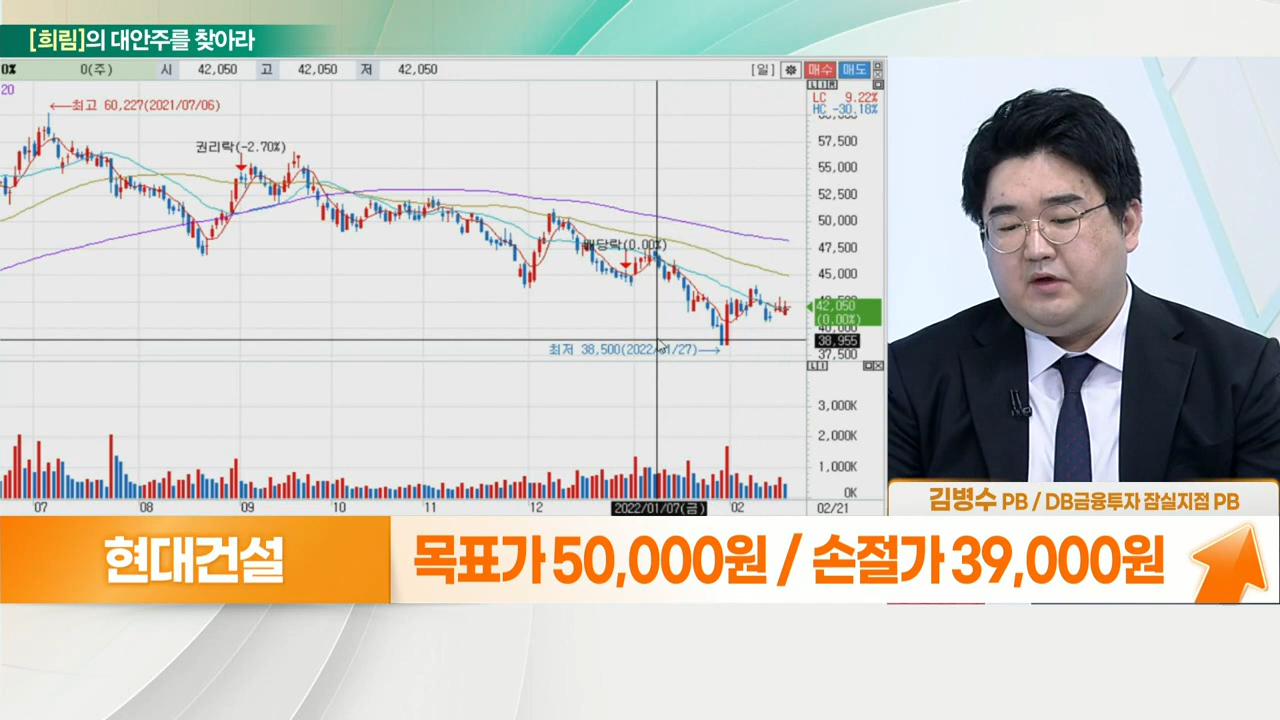 [희림]의 대안주를 찾아라
0% 0(주) 시 42,050 고 42,050 저 42,050 [일] 매수 매도
20
LC 9.22%
HC -30.18%
최고 60,227(2021/07/06)
57,500
권리락(-2.70%)
55,000
52,500
50,000
배당락(0.00%)
47,500
45,000
42,050
(0.00%)
40,000
38,955
최저 38,500(2022/01/27)
37,500
3,000K
2,000K
1,000K
0K
07 08 09 10 11 12 2022/01/07(금) 02 02/21
김병수 PB / DB금융투자 잠실지점 PB
현대건설
목표가 50,000원 / 손절가 39,000원